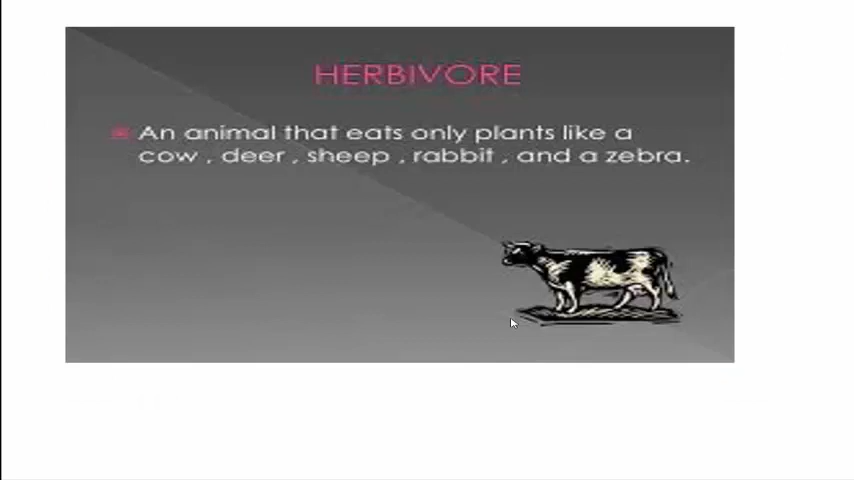 HERBIVORE
An animal that eats only plants like a
cow , deer , sheep , rabbit , and a zebra.